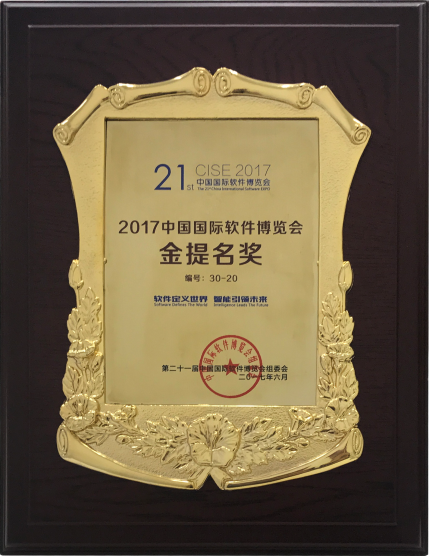 21st
CISE 2017
中国国际软件博览会
The 21st China International Software EXPO
2017中国国际软件博览会
金提名奖
编号：30-20
软件定义世界 智能引领未来
Software Defines The World Intelligence Leads The Future
第二十一届中国国际软件博览会组委会
二〇一七年六月